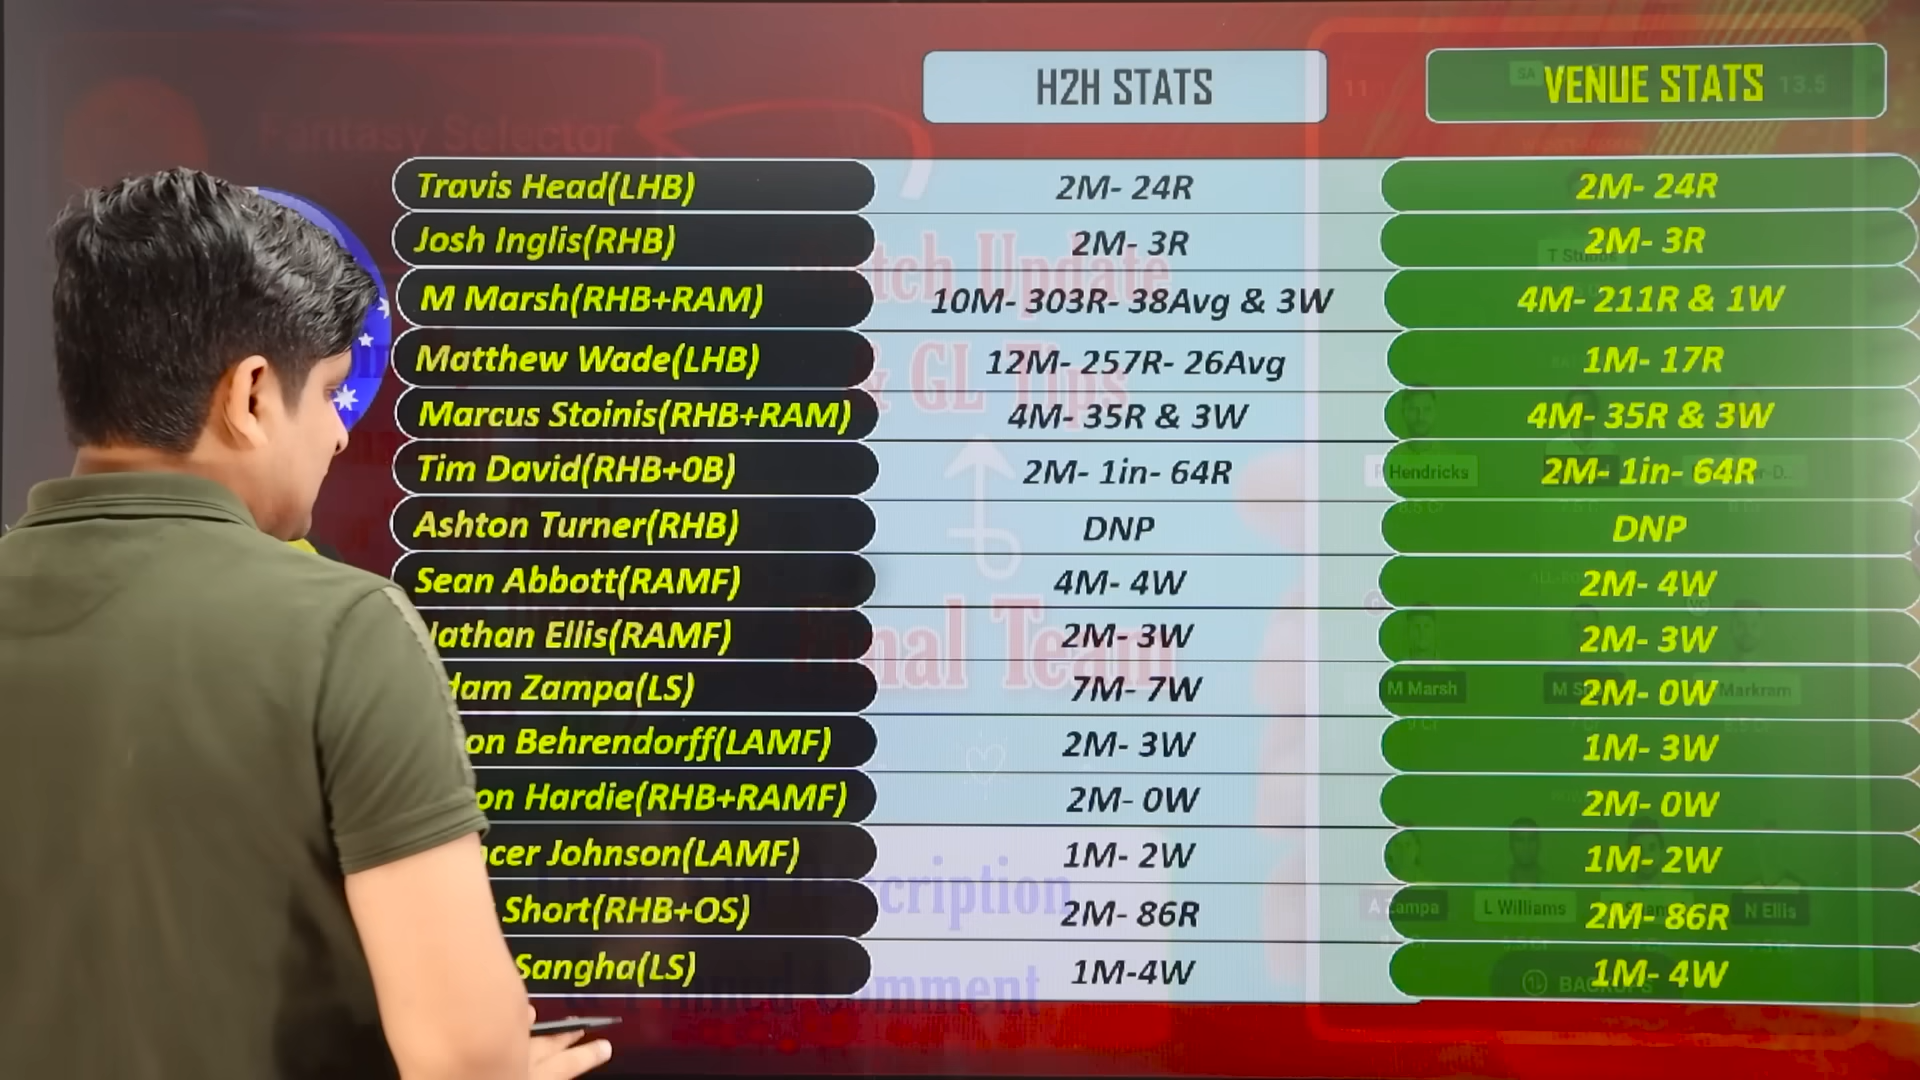 H2H STATS
VENUE STATS
13.5
Fantasy Selector
Travis Head(LHB) 2M- 24R 2M- 24R
Josh Inglis(RHB) 2M- 3R 2M- 3R
M Marsh(RHB+RAM) 10M- 303R- 38Avg & 3W 4M- 211R & 1W
Matthew Wade(LHB) 12M- 257R- 26Avg 1M- 17R
Marcus Stoinis(RHB+RAM) 4M- 35R & 3W 4M- 35R & 3W
Tim David(RHB+0B) 2M- 1in- 64R 2M- 1in- 64R
Ashton Turner(RHB) DNP DNP
Sean Abbott(RAMF) 4M- 4W 2M- 4W
athan Ellis(RAMF) 2M- 3W 2M- 3W
dam Zampa(LS) 7M- 7W 2M- 0W
on Behrendorff(LAMF) 2M- 3W 1M- 3W
on Hardie(RHB+RAMF) 2M- 0W 2M- 0W
ncer Johnson(LAMF) 1M- 2W 1M- 2W
Short(RHB+OS) 2M- 86R 2M- 86R
Sangha(LS) 1M-4W 1M- 4W
tch Update
& GL Tips
Final Team
Hendricks
M Marsh
Markram
A Zampa
L Williams
N Ellis
BACKUPS